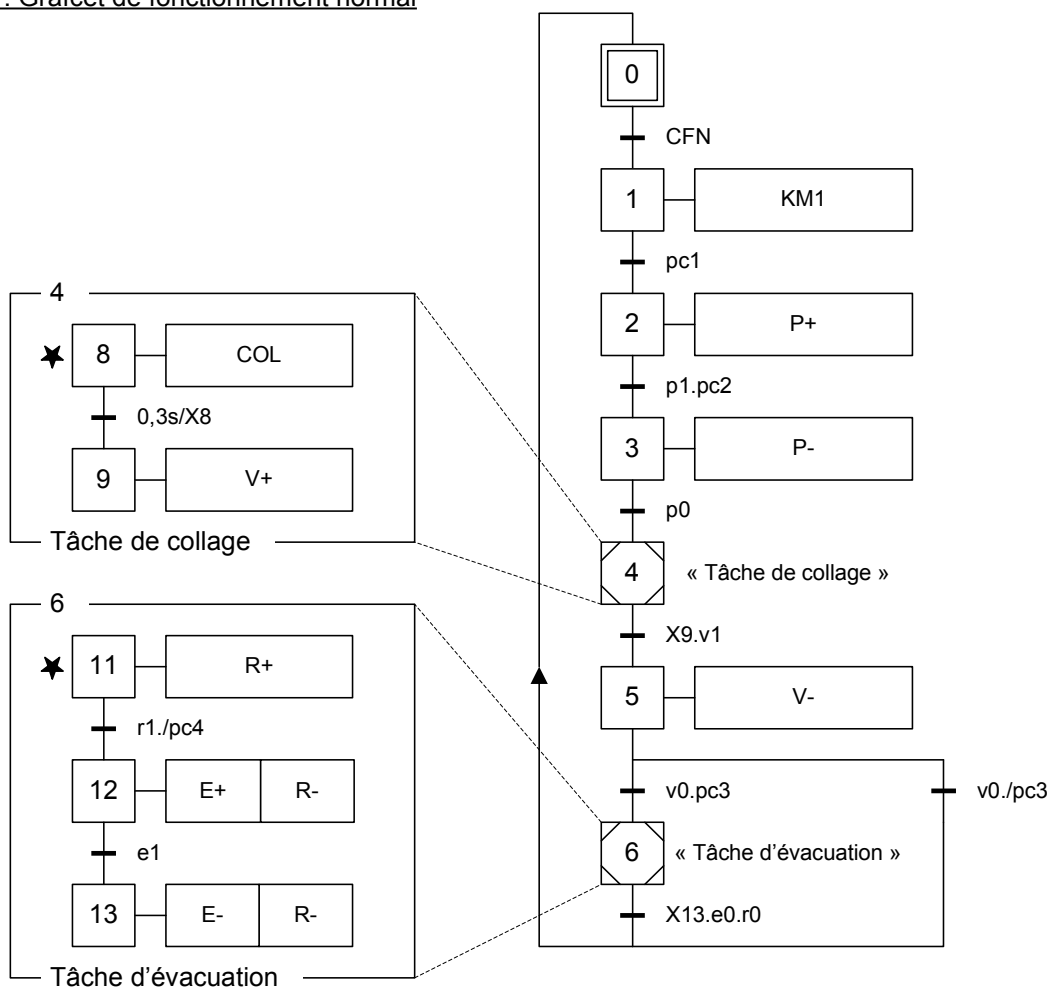 : Grafcet de fonctionnement normal
0
CFN
1
KM1
pc1
2
P+
p1.pc2
3
P-
p0
4
« Tâche de collage »
X9.v1
5
V-
v0.pc3
v0./pc3
6
« Tâche d'évacuation »
X13.e0.r0
4
8
COL
0,3s/X8
9
V+
Tâche de collage
6
11
R+
r1./pc4
12
E+
R-
e1
13
E-
R-
Tâche d'évacuation